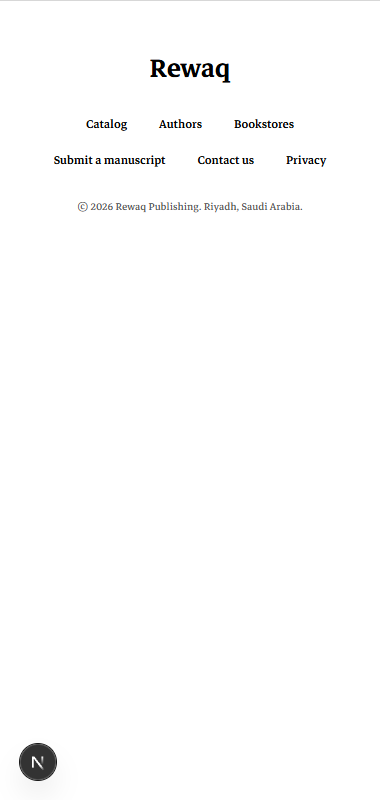 Rewaq
Catalog Authors Bookstores
Submit a manuscript Contact us Privacy
© 2026 Rewaq Publishing. Riyadh, Saudi Arabia.
N